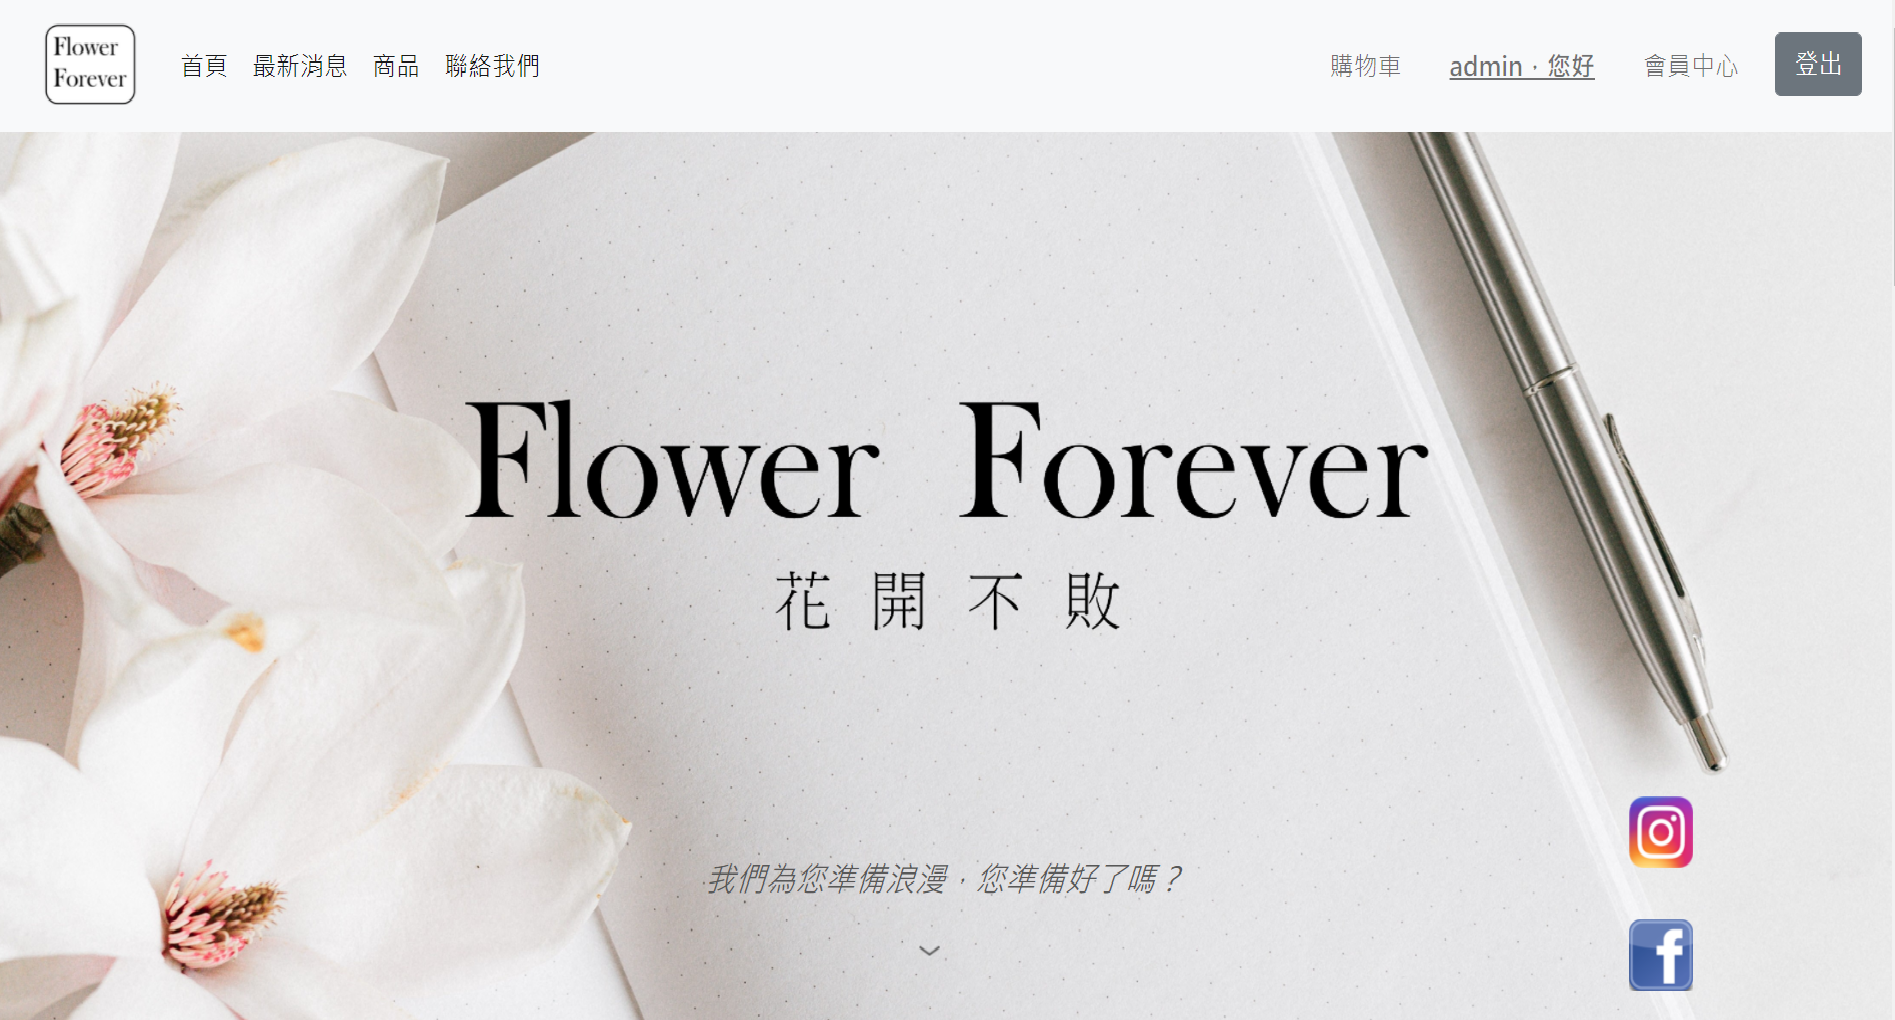 Flower
Forever
首頁 最新消息 商品 聯絡我們
購物車 admin，您好 會員中心 登出
Flower Forever
花開不敗
我們為您準備浪漫，您準備好了嗎？
f